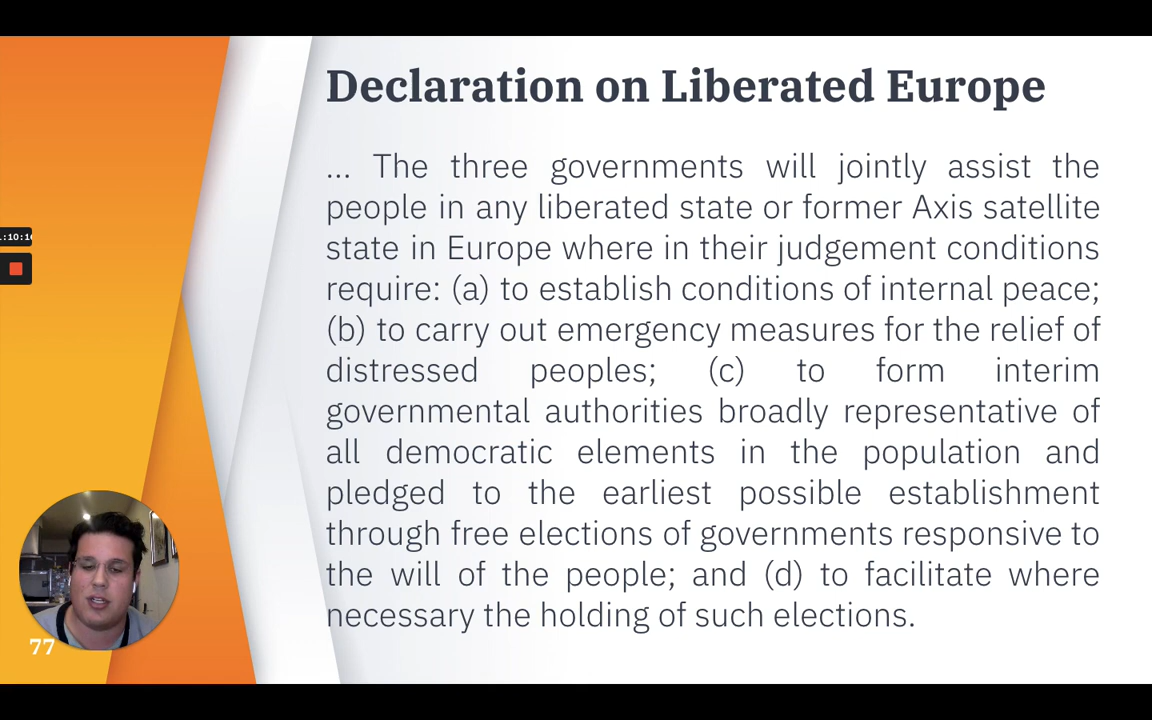 Declaration on Liberated Europe
... The three governments will jointly assist the
people in any liberated state or former Axis satellite
state in Europe where in their judgement conditions
require: (a) to establish conditions of internal peace;
(b) to carry out emergency measures for the relief of
distressed peoples; (c) to form interim
governmental authorities broadly representative of
all democratic elements in the population and
pledged to the earliest possible establishment
through free elections of governments responsive to
the will of the people; and (d) to facilitate where
necessary the holding of such elections.
77